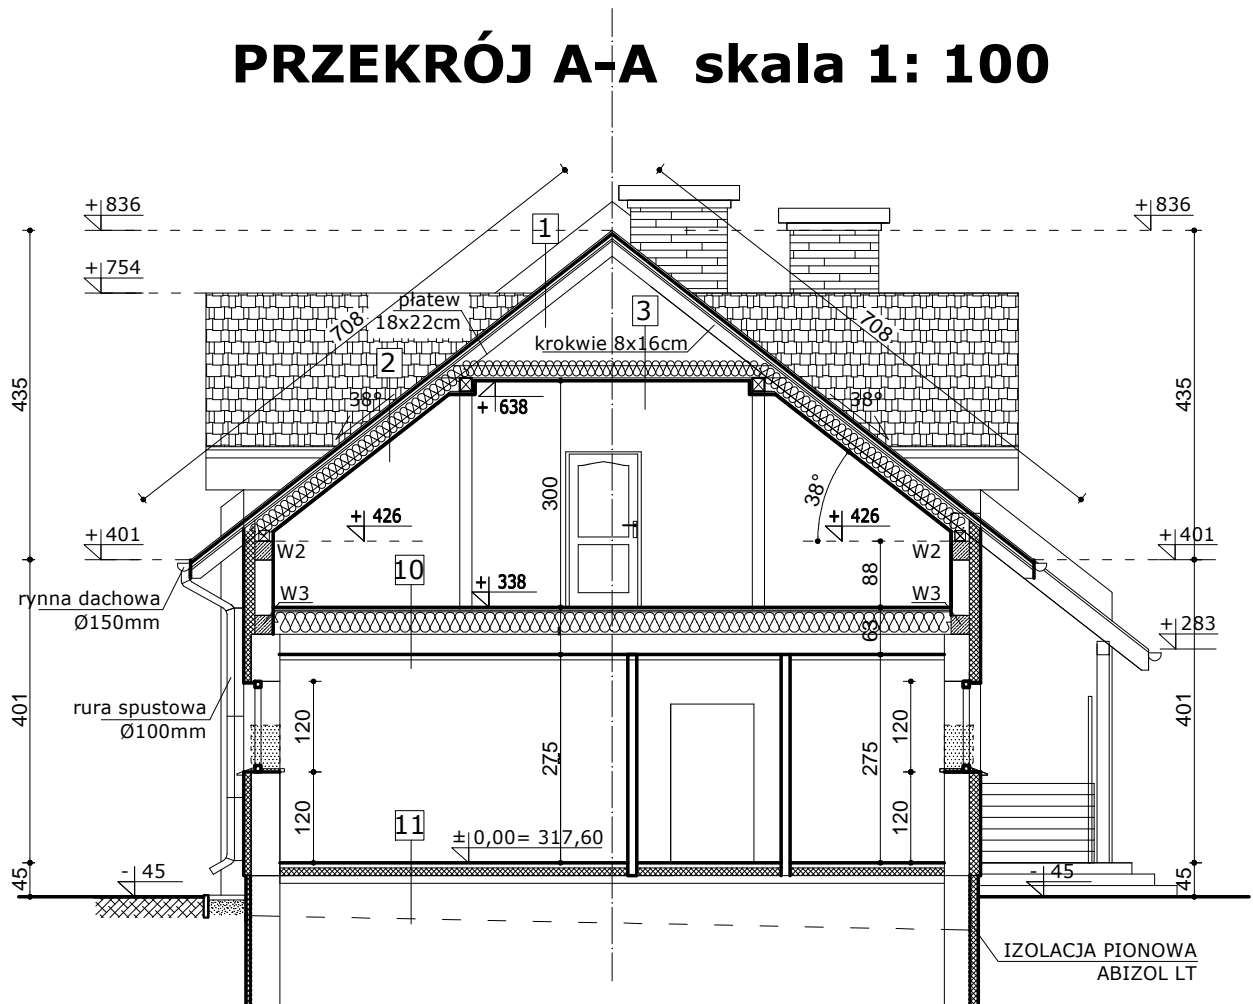 PRZEKRÓJ A-A skala 1: 100
+ 836
+ 836
+ 754
1
3
2
płatew
18x22cm
krokwie 8x16cm
708
708
38°
38°
38°
+ 638
435
435
300
+ 426
+ 426
+ 401
+ 401
W2
W2
10
88
+ 338
W3
W3
63
rynna dachowa
Ø150mm
+ 283
rura spustowa
Ø100mm
401
401
120
120
275
275
120
120
11
± 0,00= 317,60
45
45
- 45
- 45
IZOLACJA PIONOWA
ABIZOL LT